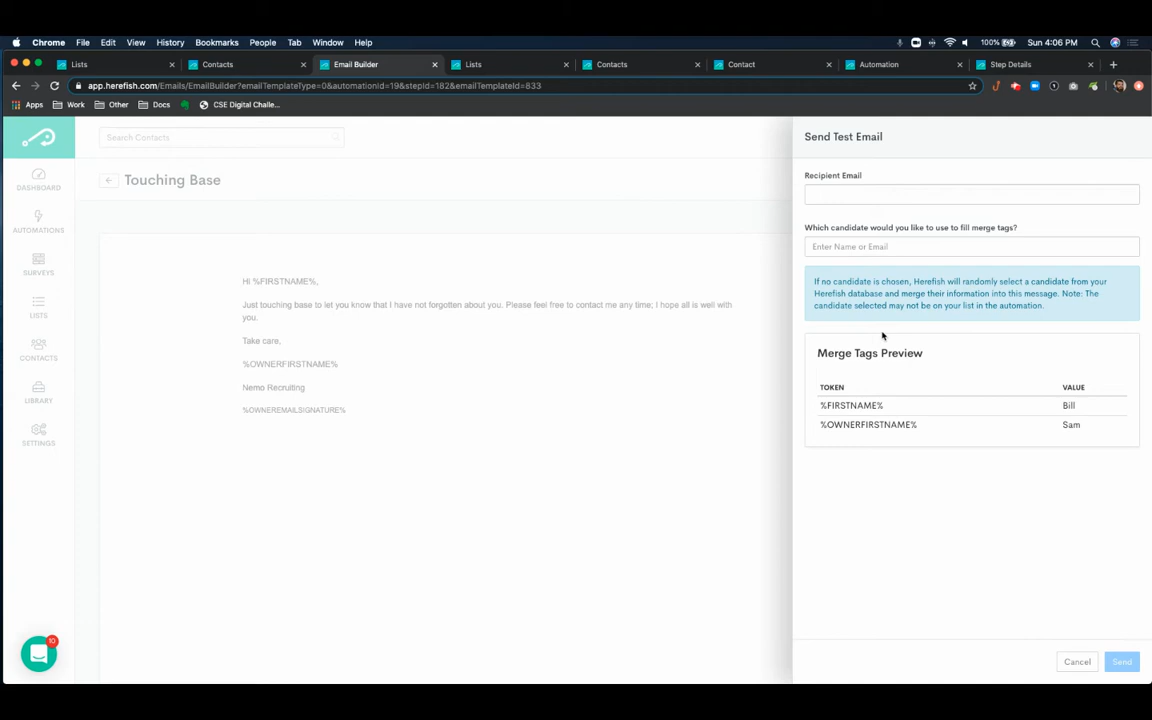 Chrome File Edit View History Bookmarks People Tab Window Help 100% Sun 4:06 PM
Lists Contacts Email Builder Lists Contacts Contact Automation Step Details
app.herefish.com/Emails/EmailBuilder?emailTemplateType=0&automationId=19&stepId=182&emailTemplateId=833
Apps Work Other Docs CSE Digital Challe...
Search Contacts
Touching Base
DASHBOARD
AUTOMATIONS
SURVEYS
LISTS
CONTACTS
LIBRARY
SETTINGS
10
Hi %FIRSTNAME%,
Just touching base to let you know that I have not forgotten about you. Please feel free to contact me any time; I hope all is well with
you.
Take care,
%OWNERFIRSTNAME%
Nemo Recruiting
%OWNEREMAILSIGNATURE%
Send Test Email
Recipient Email
Which candidate would you like to use to fill merge tags?
Enter Name or Email
If no candidate is chosen, Herefish will randomly select a candidate from your
Herefish database and merge their information into this message. Note: The
candidate selected may not be on your list in the automation.
Merge Tags Preview
TOKEN VALUE
%FIRSTNAME% Bill
%OWNERFIRSTNAME% Sam
Cancel Send